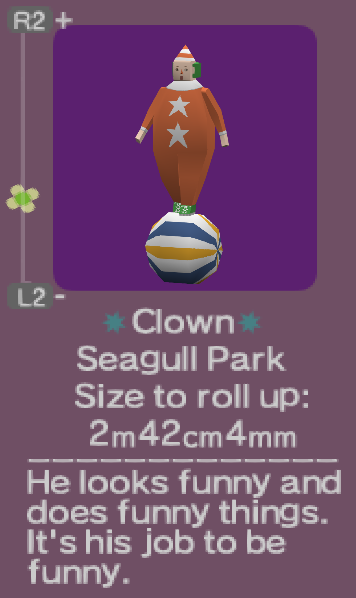 R2 +
L2 -
Clown
Seagull Park
Size to roll up:
2m42cm4mm
He looks funny and
does funny things.
It's his job to be
funny.